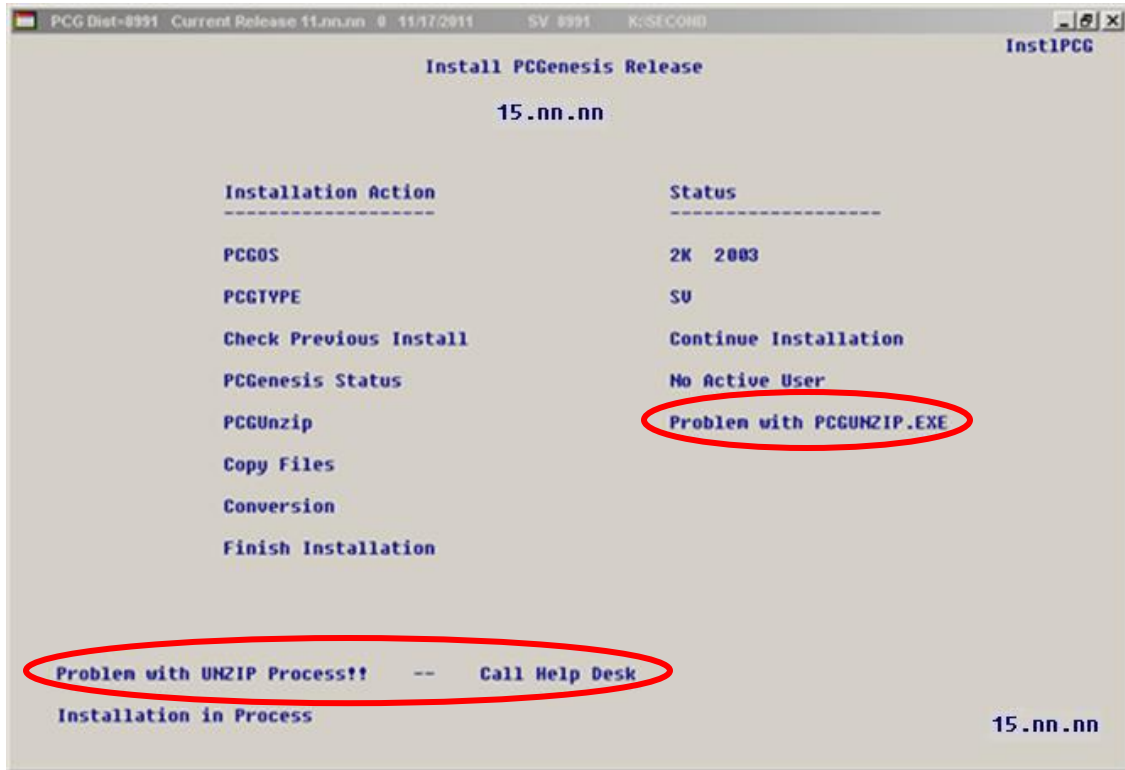 PCG Dist=8991 Current Release 11.nn.nn 0 11/17/2011 SV 8991 K:\SECOND
InstlPCG
Install PCGenesis Release
15.nn.nn
Installation Action Status
-------------------- --------------------
PCGOS 2K 2003
PCGTYPE SV
Check Previous Install Continue Installation
PCGenesis Status No Active User
PCGUnzip Problem with PCGUNZIP.EXE
Copy Files
Conversion
Finish Installation
Problem with UNZIP Process!! -- Call Help Desk
Installation in Process
15.nn.nn